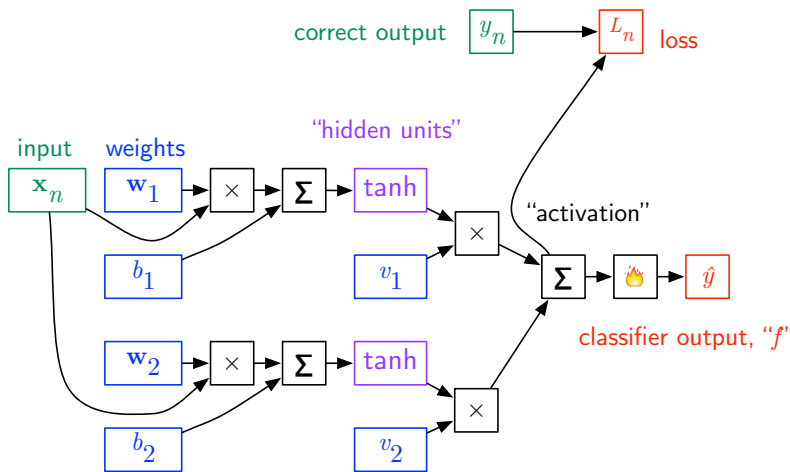 correct output
y_n
L_n
loss
input
weights
“hidden units”
x_n
w_1
×
Σ
tanh
×
“activation”
b_1
v_1
Σ
🔥
ŷ
classifier output, “f”
w_2
×
Σ
tanh
×
b_2
v_2